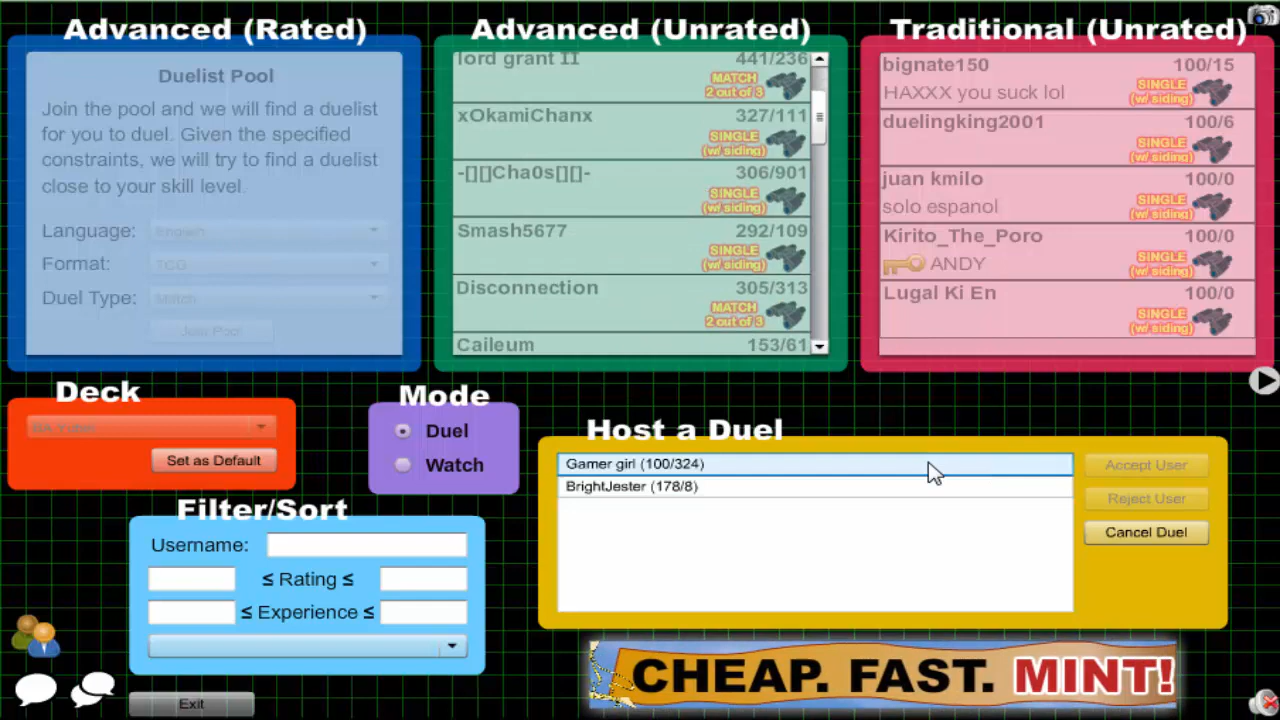 Advanced (Rated)
Duelist Pool
Join the pool and we will find a duelist
for you to duel. Given the specified
constraints, we will try to find a duelist
close to your skill level.
Language: English
Format: TCG
Duel Type: Match
Join Pool
Advanced (Unrated)
lord grant II 441/236
MATCH
2 out of 3
xOkamiChanx 327/111
SINGLE
(w/ siding)
-[][]Cha0s[][]- 306/901
SINGLE
(w/ siding)
Smash5677 292/109
SINGLE
(w/ siding)
Disconnection 305/313
MATCH
2 out of 3
Caileum 153/61
Traditional (Unrated)
bignate150 100/15
HAXXX you suck lol
SINGLE
(w/ siding)
duelingking2001 100/6
SINGLE
(w/ siding)
juan kmilo 100/0
solo espanol
SINGLE
(w/ siding)
Kirito_The_Poro 100/0
ANDY
SINGLE
(w/ siding)
Lugal Ki En 100/0
SINGLE
(w/ siding)
Deck
Set as Default
Mode
Duel
Watch
Filter/Sort
Username:
≤ Rating ≤
≤ Experience ≤
Host a Duel
Gamer girl (100/324)
BrightJester (178/8)
Accept User
Reject User
Cancel Duel
CHEAP. FAST. MINT!
Exit